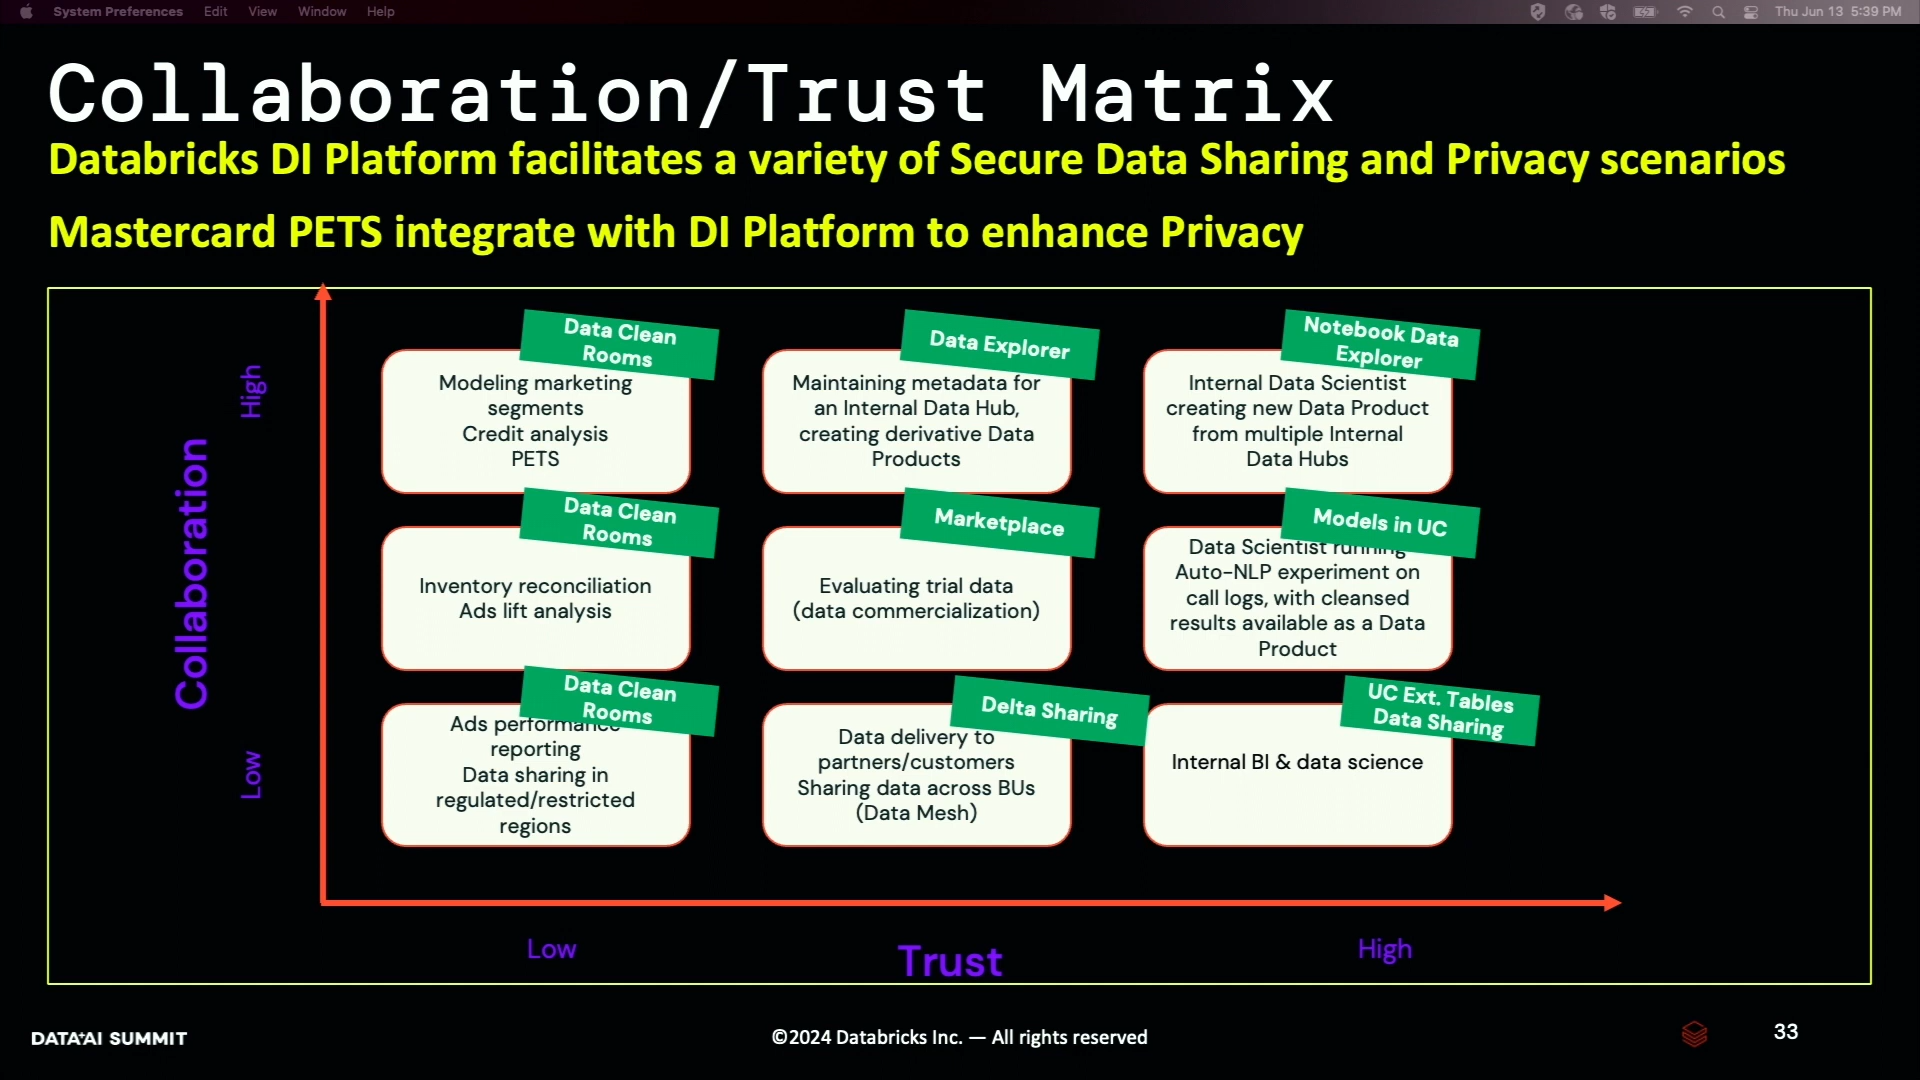 System Preferences Edit View Window Help
Thu Jun 13 5:39 PM
Collaboration/Trust Matrix
Databricks DI Platform facilitates a variety of Secure Data Sharing and Privacy scenarios
Mastercard PETS integrate with DI Platform to enhance Privacy
Collaboration
High
Low
Data Clean
Rooms
Modeling marketing
segments
Credit analysis
PETS
Data Explorer
Maintaining metadata for
an Internal Data Hub,
creating derivative Data
Products
Notebook Data
Explorer
Internal Data Scientist
creating new Data Product
from multiple Internal
Data Hubs
Data Clean
Rooms
Inventory reconciliation
Ads lift analysis
Marketplace
Evaluating trial data
(data commercialization)
Models in UC
Data Scientist running
Auto-NLP experiment on
call logs, with cleansed
results available as a Data
Product
Data Clean
Rooms
Ads performance
reporting
Data sharing in
regulated/restricted
regions
Delta Sharing
Data delivery to
partners/customers
Sharing data across BUs
(Data Mesh)
UC Ext. Tables
Data Sharing
Internal BI & data science
Low
Trust
High
DATA+AI SUMMIT
©2024 Databricks Inc. — All rights reserved
33